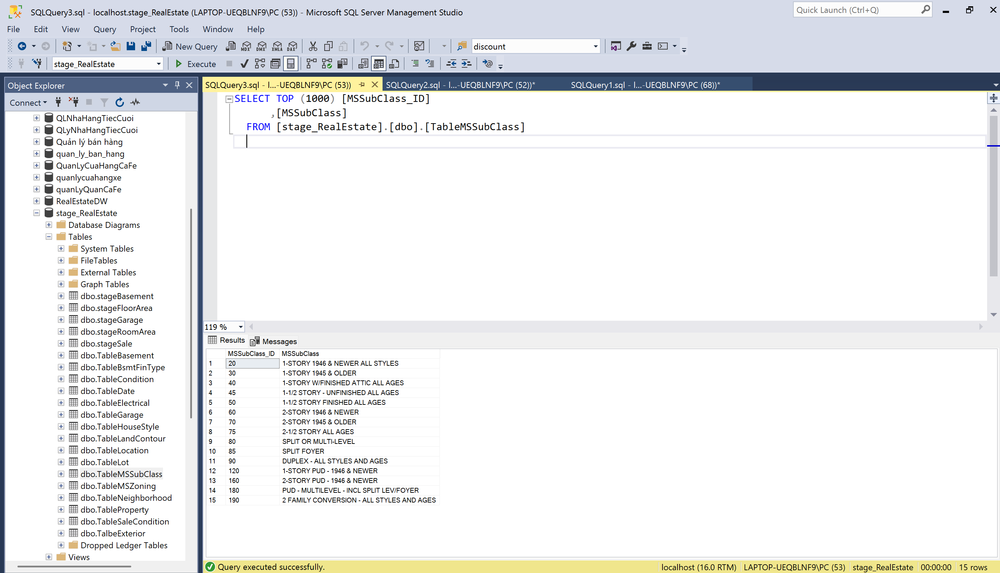 SQLQuery3.sql - localhost.stage_RealEstate (LAPTOP-UEQBLNF9\PC (53)) - Microsoft SQL Server Management Studio
Quick Launch (Ctrl+Q)
File Edit View Query Project Tools Window Help
New Query MDX DMX XMLA DAX discount
stage_RealEstate Execute
Object Explorer
Connect
QLNhaHangTiecCuoi
QLyNhaHangTiecCuoi
Quản lý bán hàng
quan_ly_ban_hang
QuanLyCuaHangCaFe
quanlycuahangxe
quanLyQuanCaFe
RealEstateDW
stage_RealEstate
Database Diagrams
Tables
System Tables
FileTables
External Tables
Graph Tables
dbo.stageBasement
dbo.stageFloorArea
dbo.stageGarage
dbo.stageRoomArea
dbo.stageSale
dbo.TableBasement
dbo.TableBsmtFinType
dbo.TableCondition
dbo.TableDate
dbo.TableElectrical
dbo.TableGarage
dbo.TableHouseStyle
dbo.TableLandContour
dbo.TableLocation
dbo.TableLot
dbo.TableMSSubClass
dbo.TableMSZoning
dbo.TableNeighborhood
dbo.TableProperty
dbo.TableSaleCondition
dbo.TalbeExterior
Dropped Ledger Tables
Views
SQLQuery3.sql - l...-UEQBLNF9\PC (53)) SQLQuery2.sql - l...-UEQBLNF9\PC (52))* SQLQuery1.sql - l...-UEQBLNF9\PC (68))*
SELECT TOP (1000) [MSSubClass_ID]
,[MSSubClass]
FROM [stage_RealEstate].[dbo].[TableMSSubClass]
119 %
Results Messages
MSSubClass_ID MSSubClass
1 20 1-STORY 1946 & NEWER ALL STYLES
2 30 1-STORY 1945 & OLDER
3 40 1-STORY W/FINISHED ATTIC ALL AGES
4 45 1-1/2 STORY - UNFINISHED ALL AGES
5 50 1-1/2 STORY FINISHED ALL AGES
6 60 2-STORY 1946 & NEWER
7 70 2-STORY 1945 & OLDER
8 75 2-1/2 STORY ALL AGES
9 80 SPLIT OR MULTI-LEVEL
10 85 SPLIT FOYER
11 90 DUPLEX - ALL STYLES AND AGES
12 120 1-STORY PUD - 1946 & NEWER
13 160 2-STORY PUD - 1946 & NEWER
14 180 PUD - MULTILEVEL - INCL SPLIT LEV/FOYER
15 190 2 FAMILY CONVERSION - ALL STYLES AND AGES
Query executed successfully. localhost (16.0 RTM) LAPTOP-UEQBLNF9\PC (53) stage_RealEstate 00:00:00 15 rows